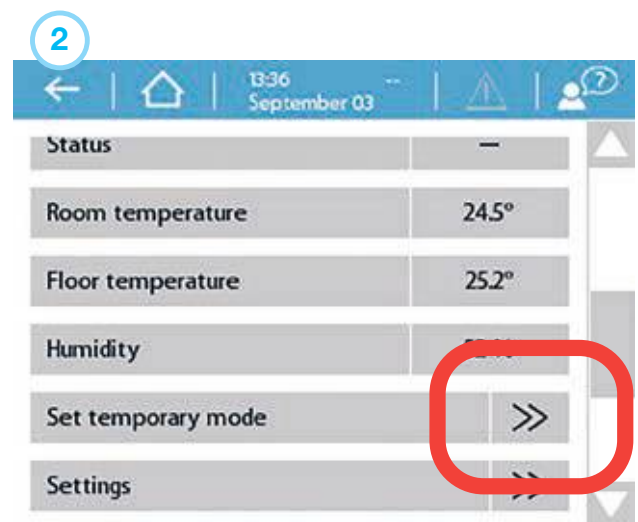 2
13:36 --
September 03
?
Status —
Room temperature 24.5°
Floor temperature 25.2°
Humidity
Set temporary mode >>
Settings >>